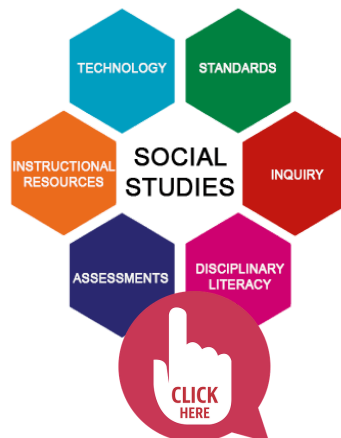 TECHNOLOGY
STANDARDS
INSTRUCTIONAL
RESOURCES
SOCIAL
STUDIES
INQUIRY
ASSESSMENTS
DISCIPLINARY
LITERACY
CLICK
HERE